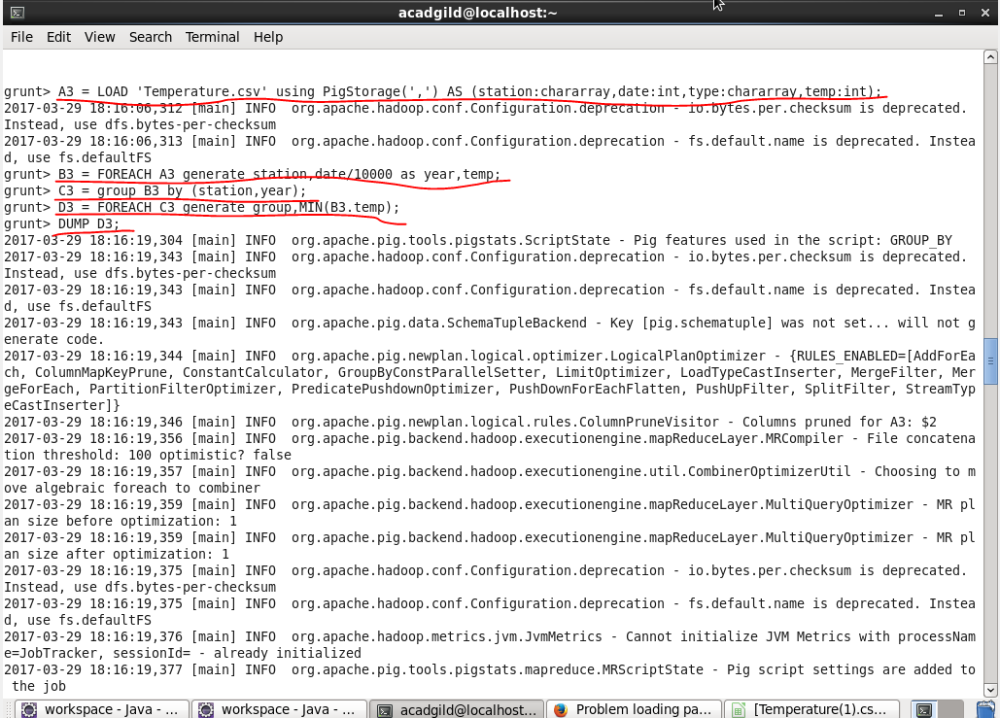 acadgild@localhost:~
File Edit View Search Terminal Help
grunt> A3 = LOAD 'Temperature.csv' using PigStorage(',') AS (station:chararray,date:int,type:chararray,temp:int);
2017-03-29 18:16:06,312 [main] INFO  org.apache.hadoop.conf.Configuration.deprecation - io.bytes.per.checksum is deprecated.
Instead, use dfs.bytes-per-checksum
2017-03-29 18:16:06,313 [main] INFO  org.apache.hadoop.conf.Configuration.deprecation - fs.default.name is deprecated. Instea
d, use fs.defaultFS
grunt> B3 = FOREACH A3 generate station,date/10000 as year,temp;
grunt> C3 = group B3 by (station,year);
grunt> D3 = FOREACH C3 generate group,MIN(B3.temp);
grunt> DUMP D3;
2017-03-29 18:16:19,304 [main] INFO  org.apache.pig.tools.pigstats.ScriptState - Pig features used in the script: GROUP_BY
2017-03-29 18:16:19,343 [main] INFO  org.apache.hadoop.conf.Configuration.deprecation - io.bytes.per.checksum is deprecated.
Instead, use dfs.bytes-per-checksum
2017-03-29 18:16:19,343 [main] INFO  org.apache.hadoop.conf.Configuration.deprecation - fs.default.name is deprecated. Instea
d, use fs.defaultFS
2017-03-29 18:16:19,343 [main] INFO  org.apache.pig.data.SchemaTupleBackend - Key [pig.schematuple] was not set... will not g
enerate code.
2017-03-29 18:16:19,344 [main] INFO  org.apache.pig.newplan.logical.optimizer.LogicalPlanOptimizer - {RULES_ENABLED=[AddForEa
ch, ColumnMapKeyPrune, ConstantCalculator, GroupByConstParallelSetter, LimitOptimizer, LoadTypeCastInserter, MergeFilter, Mer
geForEach, PartitionFilterOptimizer, PredicatePushdownOptimizer, PushDownForEachFlatten, PushUpFilter, SplitFilter, StreamTyp
eCastInserter]}
2017-03-29 18:16:19,346 [main] INFO  org.apache.pig.newplan.logical.rules.ColumnPruneVisitor - Columns pruned for A3: $2
2017-03-29 18:16:19,356 [main] INFO  org.apache.pig.backend.hadoop.executionengine.mapReduceLayer.MRCompiler - File concatena
tion threshold: 100 optimistic? false
2017-03-29 18:16:19,357 [main] INFO  org.apache.pig.backend.hadoop.executionengine.util.CombinerOptimizerUtil - Choosing to m
ove algebraic foreach to combiner
2017-03-29 18:16:19,359 [main] INFO  org.apache.pig.backend.hadoop.executionengine.mapReduceLayer.MultiQueryOptimizer - MR pl
an size before optimization: 1
2017-03-29 18:16:19,359 [main] INFO  org.apache.pig.backend.hadoop.executionengine.mapReduceLayer.MultiQueryOptimizer - MR pl
an size after optimization: 1
2017-03-29 18:16:19,375 [main] INFO  org.apache.hadoop.conf.Configuration.deprecation - io.bytes.per.checksum is deprecated.
Instead, use dfs.bytes-per-checksum
2017-03-29 18:16:19,375 [main] INFO  org.apache.hadoop.conf.Configuration.deprecation - fs.default.name is deprecated. Instea
d, use fs.defaultFS
2017-03-29 18:16:19,376 [main] INFO  org.apache.hadoop.metrics.jvm.JvmMetrics - Cannot initialize JVM Metrics with processNam
e=JobTracker, sessionId= - already initialized
2017-03-29 18:16:19,377 [main] INFO  org.apache.pig.tools.pigstats.mapreduce.MRScriptState - Pig script settings are added to
 the job
workspace - Java - ... workspace - Java - ... acadgild@localhost:... Problem loading pa... [Temperature(1).cs...